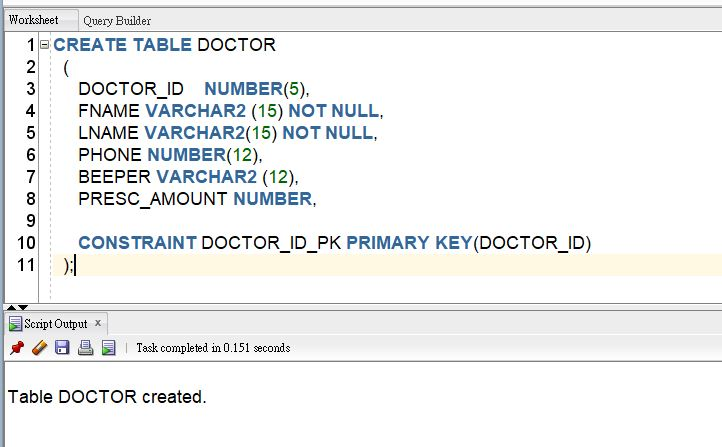 Worksheet Query Builder
1 CREATE TABLE DOCTOR
2 (
3 DOCTOR_ID NUMBER(5),
4 FNAME VARCHAR2 (15) NOT NULL,
5 LNAME VARCHAR2(15) NOT NULL,
6 PHONE NUMBER(12),
7 BEEPER VARCHAR2 (12),
8 PRESC_AMOUNT NUMBER,
9
10 CONSTRAINT DOCTOR_ID_PK PRIMARY KEY(DOCTOR_ID)
11 );
Script Output x
Task completed in 0.151 seconds
Table DOCTOR created.